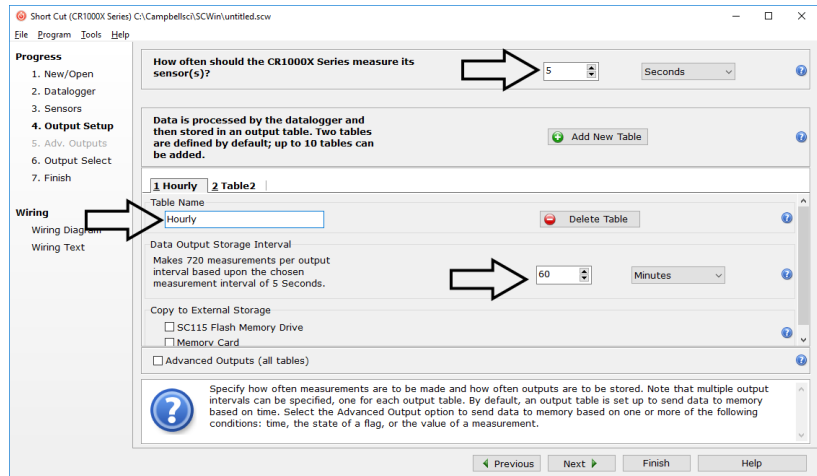 Short Cut (CR1000X Series) C:\Campbellsci\SCWin\untitled.scw
File Program Tools Help
Progress
1. New/Open
2. Datalogger
3. Sensors
4. Output Setup
5. Adv. Outputs
6. Output Select
7. Finish
Wiring
Wiring Diagram
Wiring Text
How often should the CR1000X Series measure its
sensor(s)?
5 Seconds
Data is processed by the datalogger and
then stored in an output table. Two tables
are defined by default; up to 10 tables can
be added.
Add New Table
1 Hourly 2 Table2
Table Name
Hourly
Delete Table
Data Output Storage Interval
Makes 720 measurements per output
interval based upon the chosen
measurement interval of 5 Seconds.
60 Minutes
Copy to External Storage
SC115 Flash Memory Drive
Memory Card
Advanced Outputs (all tables)
Specify how often measurements are to be made and how often outputs are to be stored. Note that multiple output
intervals can be specified, one for each output table. By default, an output table is set up to send data to memory
based on time. Select the Advanced Output option to send data to memory based on one or more of the following
conditions: time, the state of a flag, or the value of a measurement.
Previous Next Finish Help